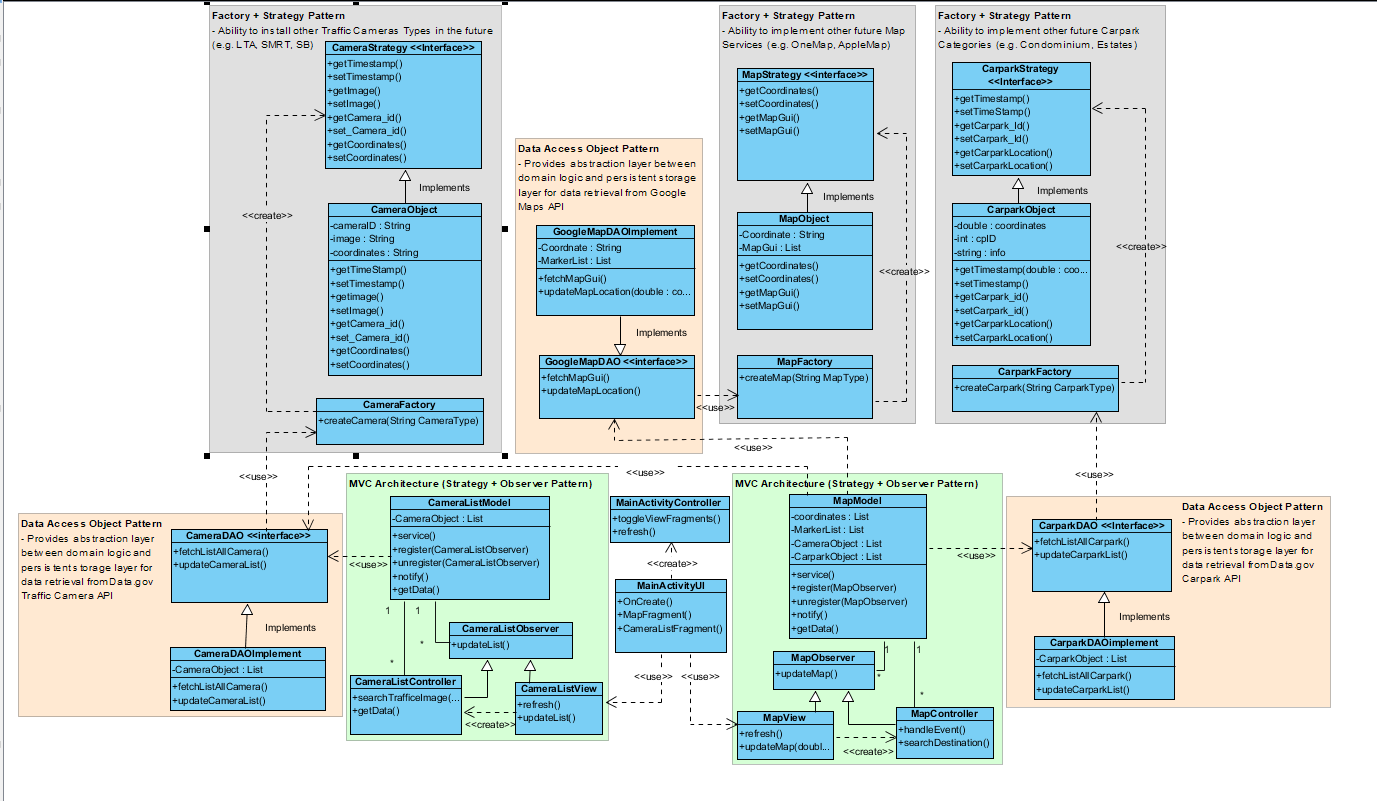 Factory + Strategy Pattern
- Ability to install other Traffic Cameras Types in the future
(e.g. LTA, SMRT, SB)
CameraStrategy <<Interface>>
+getTimestamp()
+setTimestamp()
+getImage()
+setImage()
+getCamera_id()
+set_Camera_id()
+getCoordinates()
+setCoordinates()
Implements
<<create>>
CameraObject
-cameraID : String
-image : String
-coordinates : String
+getTimeStamp()
+setTimestamp()
+getImage()
+setImage()
+getCamera_id()
+set_Camera_id()
+getCoordinates()
+setCoordinates()
CameraFactory
+createCamera(String CameraType)
Data Access Object Pattern
- Provides abstraction layer between
domain logic and persistent storage
layer for data retrieval from Google
Maps API
GoogleMapDAOImplement
-Coordnate : String
-MarkerList : List
+fetchMapGui()
+updateMapLocation(double : co...
Implements
GoogleMapDAO <<interface>>
+fetchMapGui()
+updateMapLocation()
<<use>>
Factory + Strategy Pattern
- Ability to implement other future Map
Services (e.g. OneMap, AppleMap)
MapStrategy <<interface>>
+getCoordinates()
+setCoordinates()
+getMapGui()
+setMapGui()
Implements
MapObject
-Coordinate : String
-MapGui : List
+getCoordinates()
+setCoordinates()
+getMapGui()
+setMapGui()
<<create>>
MapFactory
+createMap(String MapType)
Factory + Strategy Pattern
- Ability to implement other future Carpark
Categories (e.g. Condominium, Estates)
CarparkStrategy
<<Interface>>
+getTimestamp()
+setTimeStamp()
+getCarpark_Id()
+setCarpark_Id()
+getCarparkLocation()
+setCarparkLocation()
Implements
CarparkObject
-double : coordinates
-int : cpID
-string : info
+getTimestamp(double : coo...
+setTimestamp()
+getCarpark_id()
+setCarpark_id()
+getCarparkLocation()
+setCarparkLocation()
<<create>>
CarparkFactory
+createCarpark(String CarparkType)
<<use>>
<<use>>
<<use>>
<<use>>
Data Access Object Pattern
- Provides abstraction layer
between domain logic and
persistent storage layer for
data retrieval from Data.gov
Traffic Camera API
CameraDAO <<interface>>
+fetchListAllCamera()
+updateCameraList()
Implements
CameraDAOImplement
-CameraObject : List
+fetchListAllCamera()
+updateCameraList()
<<use>>
MVC Architecture (Strategy + Observer Pattern)
CameraListModel
-CameraObject : List
+service()
+register(CameraListObserver)
+unregister(CameraListObserver)
+notify()
+getData()
1
1
*
*
CameraListObserver
+updateList()
CameraListController
+searchTrafficeImage(...
+getData()
CameraListView
+refresh()
+updateList()
<<create>>
MainActivityController
+toggleViewFragments()
+refresh()
<<create>>
MainActivityUI
+OnCreate()
+MapFragment()
+CameraListFragment()
<<use>>
<<use>>
MVC Architecture (Strategy + Observer Pattern)
MapModel
-coordinates : List
-MarkerList : List
-CameraObject : List
-CarparkObject : List
+service()
+register(MapObserver)
+unregister(MapObserver)
+notify()
+getData()
1
1
*
*
MapObserver
+updateMap()
MapView
+refresh()
+updateMap(doubl...
<<create>>
MapController
+handleEvent()
+searchDestination()
<<use>>
CarparkDAO <<Interface>>
+fetchListAllCarpark()
+updateCarparkList()
Implements
CarparkDAOimplement
-CarparkObject : List
+fetchListAllCarpark()
+updateCarparkList()
Data Access Object Pattern
- Provides abstraction layer
between domain logic and
persistent storage layer for
data retrieval from Data.gov
Carpark API